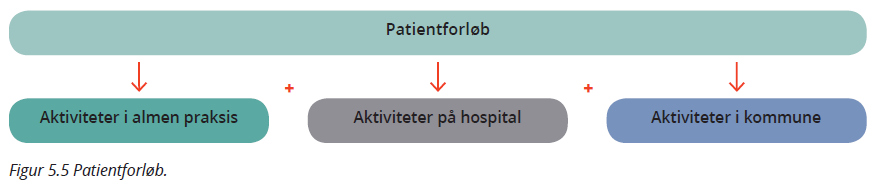 Patientforløb
+ +
Aktiviteter i almen praksis Aktiviteter på hospital Aktiviteter i kommune
Figur 5.5 Patientforløb.